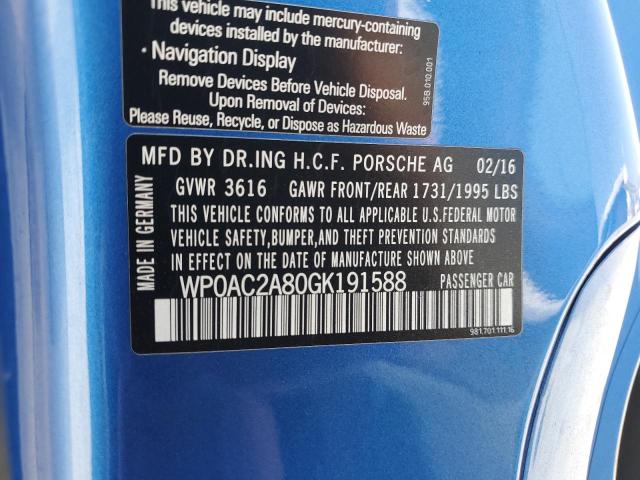 This vehicle may include mercury-containing
devices installed by the manufacturer:
• Navigation Display
Remove Devices Before Vehicle Disposal.
Upon Removal of Devices:
Please Reuse, Recycle, or Dispose as Hazardous Waste
95B.010.001
MFD BY DR.ING H.C.F. PORSCHE AG 02/16
GVWR 3616 GAWR FRONT/REAR 1731/1995 LBS
THIS VEHICLE CONFORMS TO ALL APPLICABLE U.S.FEDERAL MOTOR
VEHICLE SAFETY,BUMPER,AND THEFT PREVENTION STANDARDS
IN EFFECT ON THE DATE OF MANUFACTURE SHOWN ABOVE
WP0AC2A80GK191588 PASSENGER CAR
MADE IN GERMANY
981.701.111.16